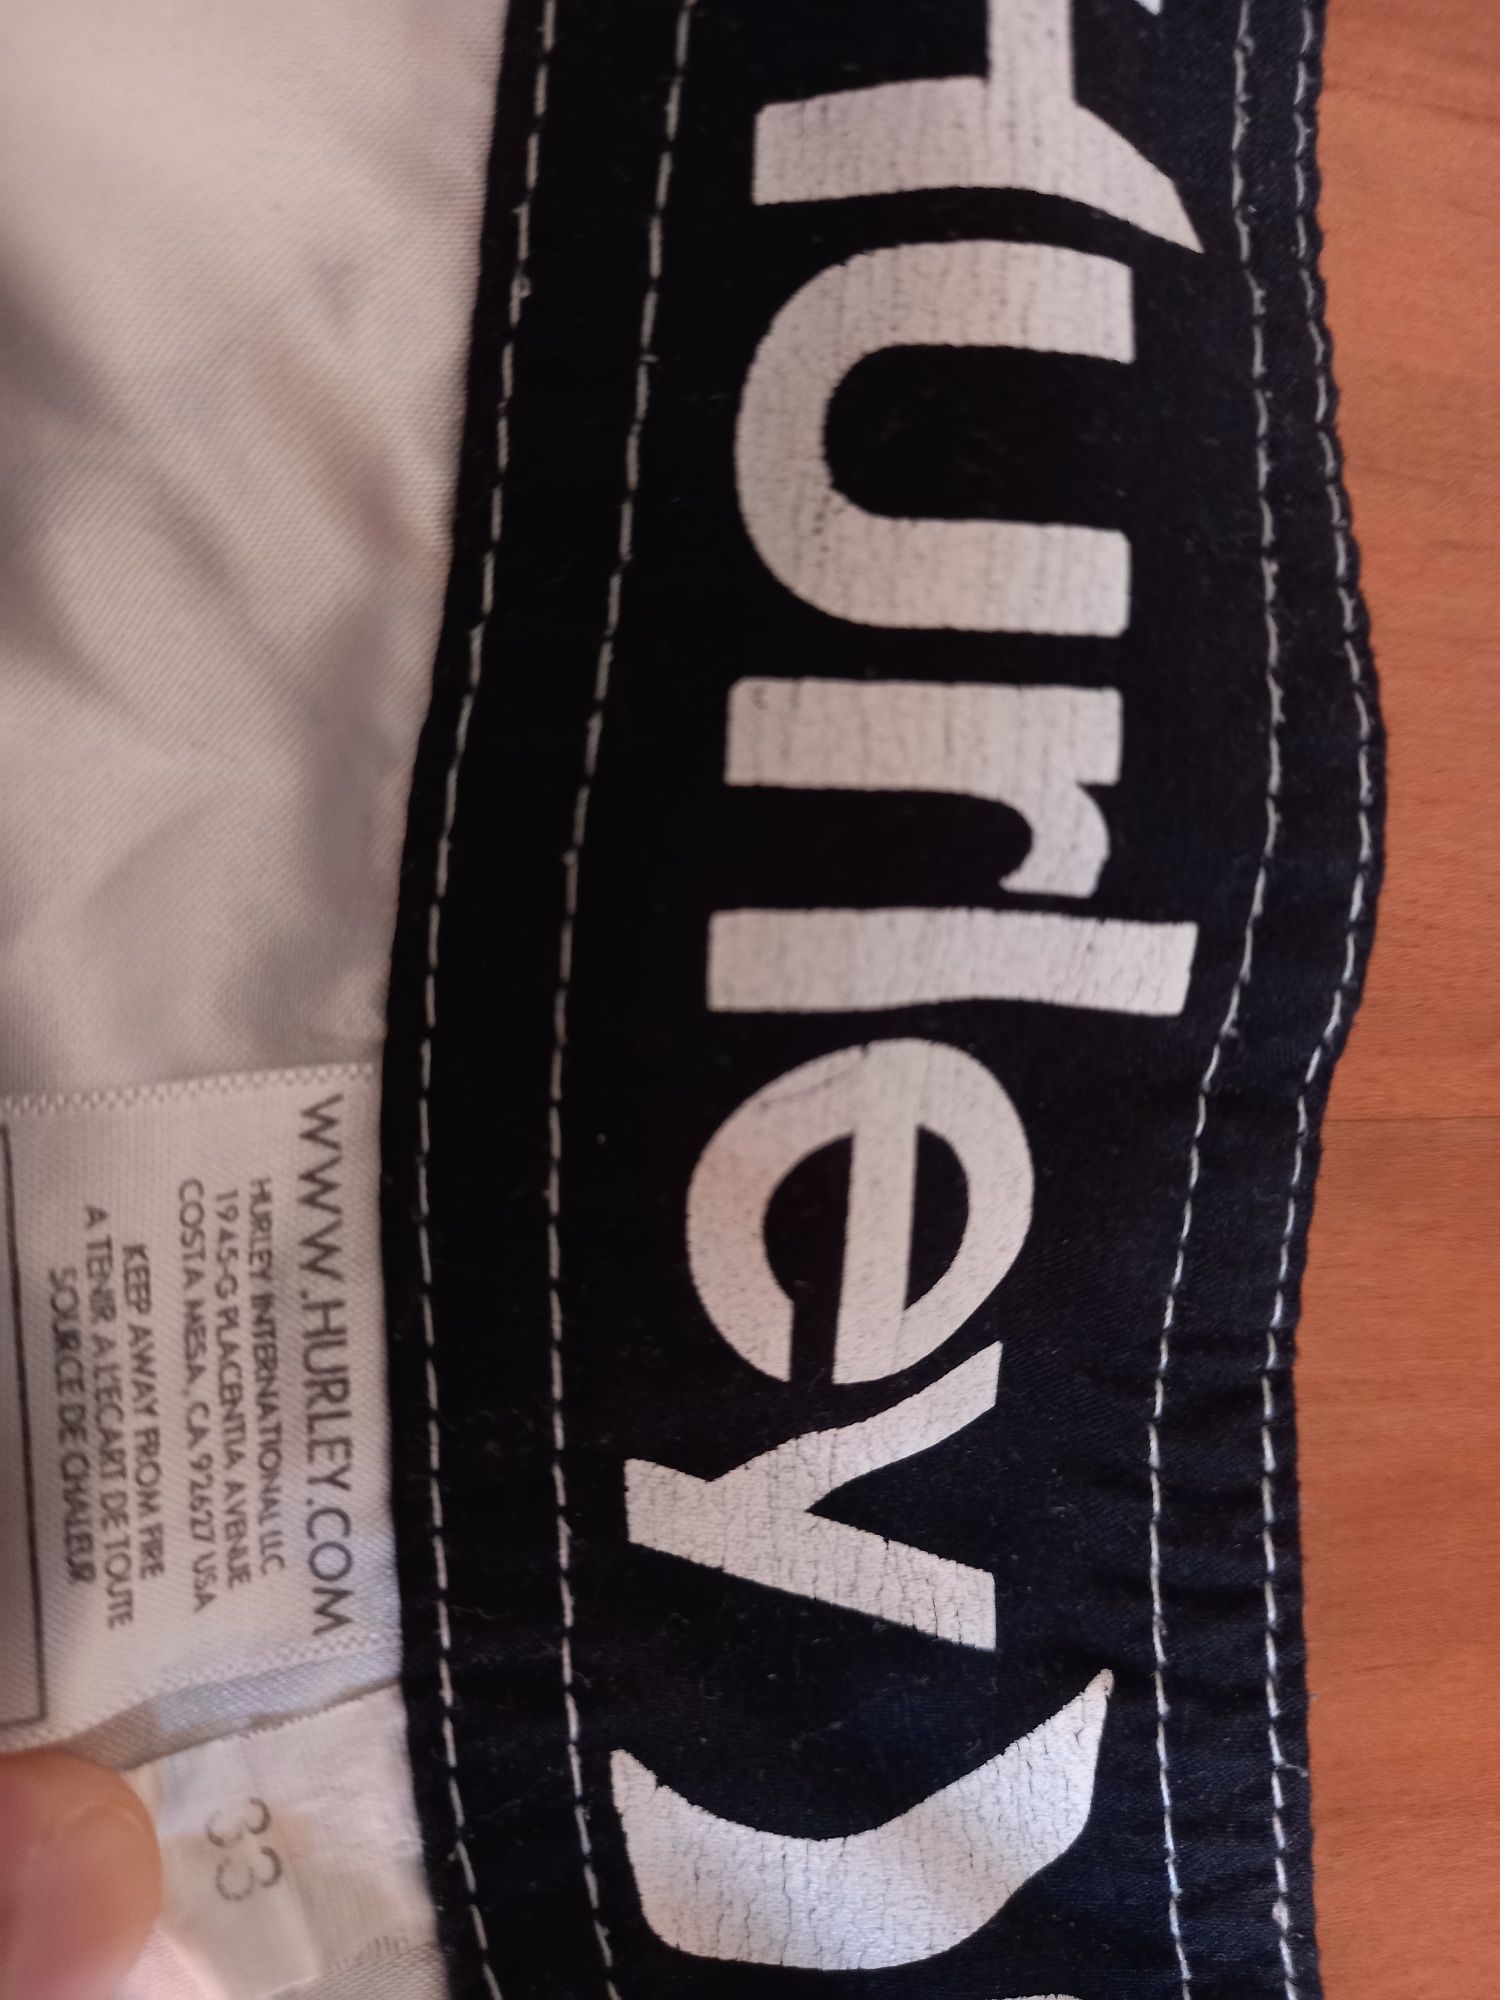 Hurley
WWW.HURLEY.COM
HURLEY INTERNATIONAL LLC
1945-G PLACENTIA AVENUE
COSTA MESA, CA 92627 USA
KEEP AWAY FROM FIRE
A TENIR A L'ECART DE TOUTE
SOURCE DE CHALEUR
33